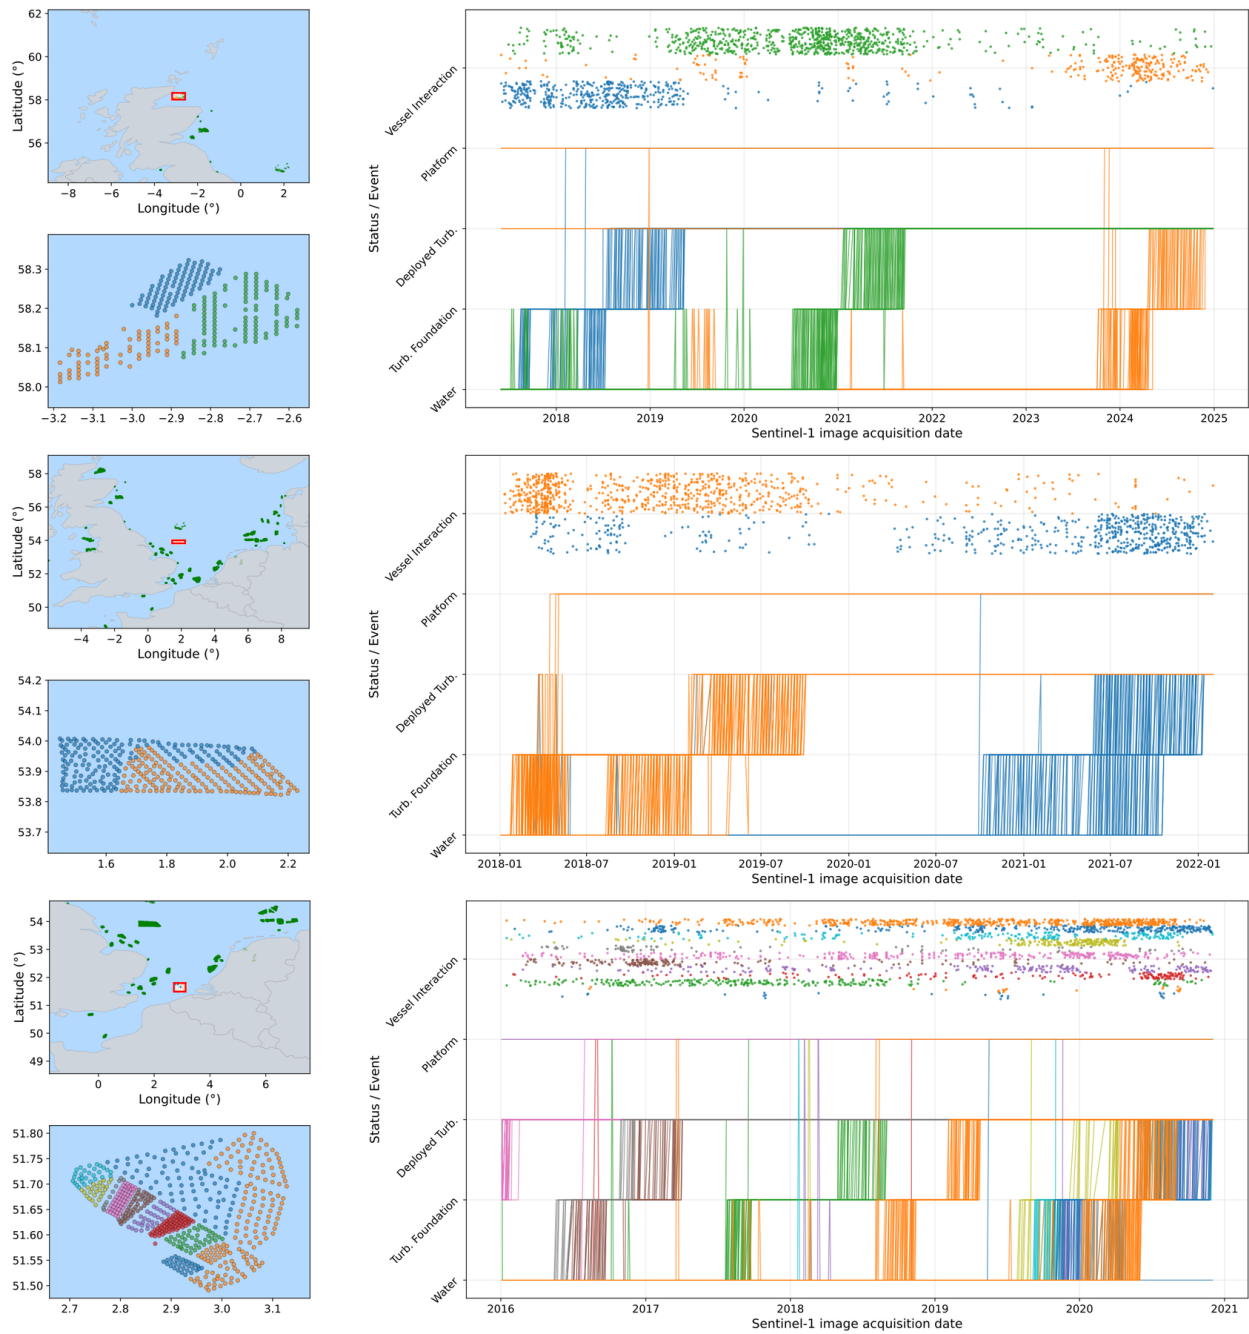 62
60
58
56
Latitude (°)
−8 −6 −4 −2 0 2
Longitude (°)
58.3
58.2
58.1
58.0
−3.2 −3.1 −3.0 −2.9 −2.8 −2.7 −2.6
Status / Event
Vessel Interaction
Platform
Deployed Turb.
Turb. Foundation
Water
2018 2019 2020 2021 2022 2023 2024 2025
Sentinel-1 image acquisition date
58
56
54
52
50
Latitude (°)
−4 −2 0 2 4 6 8
Longitude (°)
54.2
54.1
54.0
53.9
53.8
53.7
1.6 1.8 2.0 2.2
Status / Event
Vessel Interaction
Platform
Deployed Turb.
Turb. Foundation
Water
2018-01 2018-07 2019-01 2019-07 2020-01 2020-07 2021-01 2021-07 2022-01
Sentinel-1 image acquisition date
54
53
52
51
50
49
Latitude (°)
0 2 4 6
Longitude (°)
51.80
51.75
51.70
51.65
51.60
51.55
51.50
2.7 2.8 2.9 3.0 3.1
Status / Event
Vessel Interaction
Platform
Deployed Turb.
Turb. Foundation
Water
2016 2017 2018 2019 2020 2021
Sentinel-1 image acquisition date